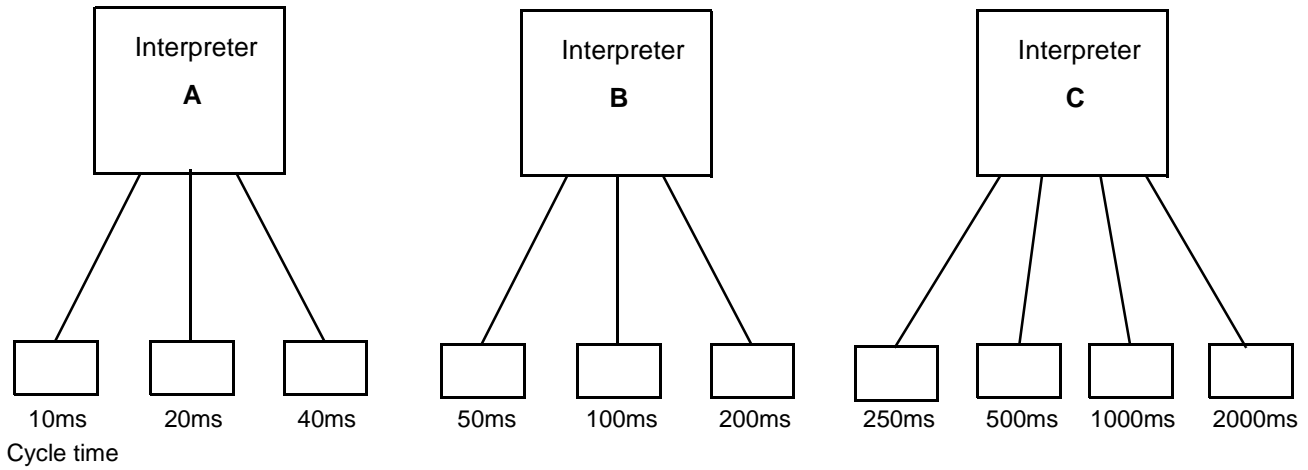 Interpreter
A
Interpreter
B
Interpreter
C
10ms 20ms 40ms 50ms 100ms 200ms 250ms 500ms 1000ms 2000ms
Cycle time